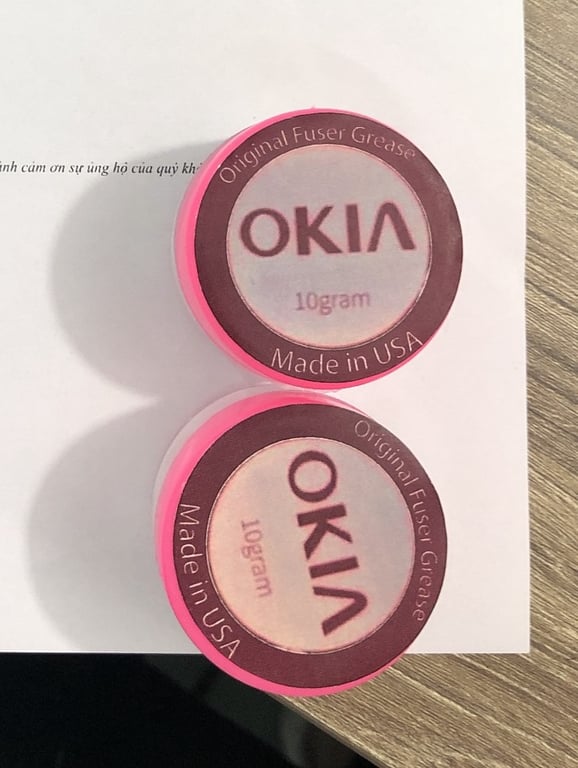 ảnh cảm ơn sự ủng hộ của quý
Original Fuser Grease
OKIA
10gram
Made in USA
Original Fuser Grease
OKIA
10gram
Made in USA